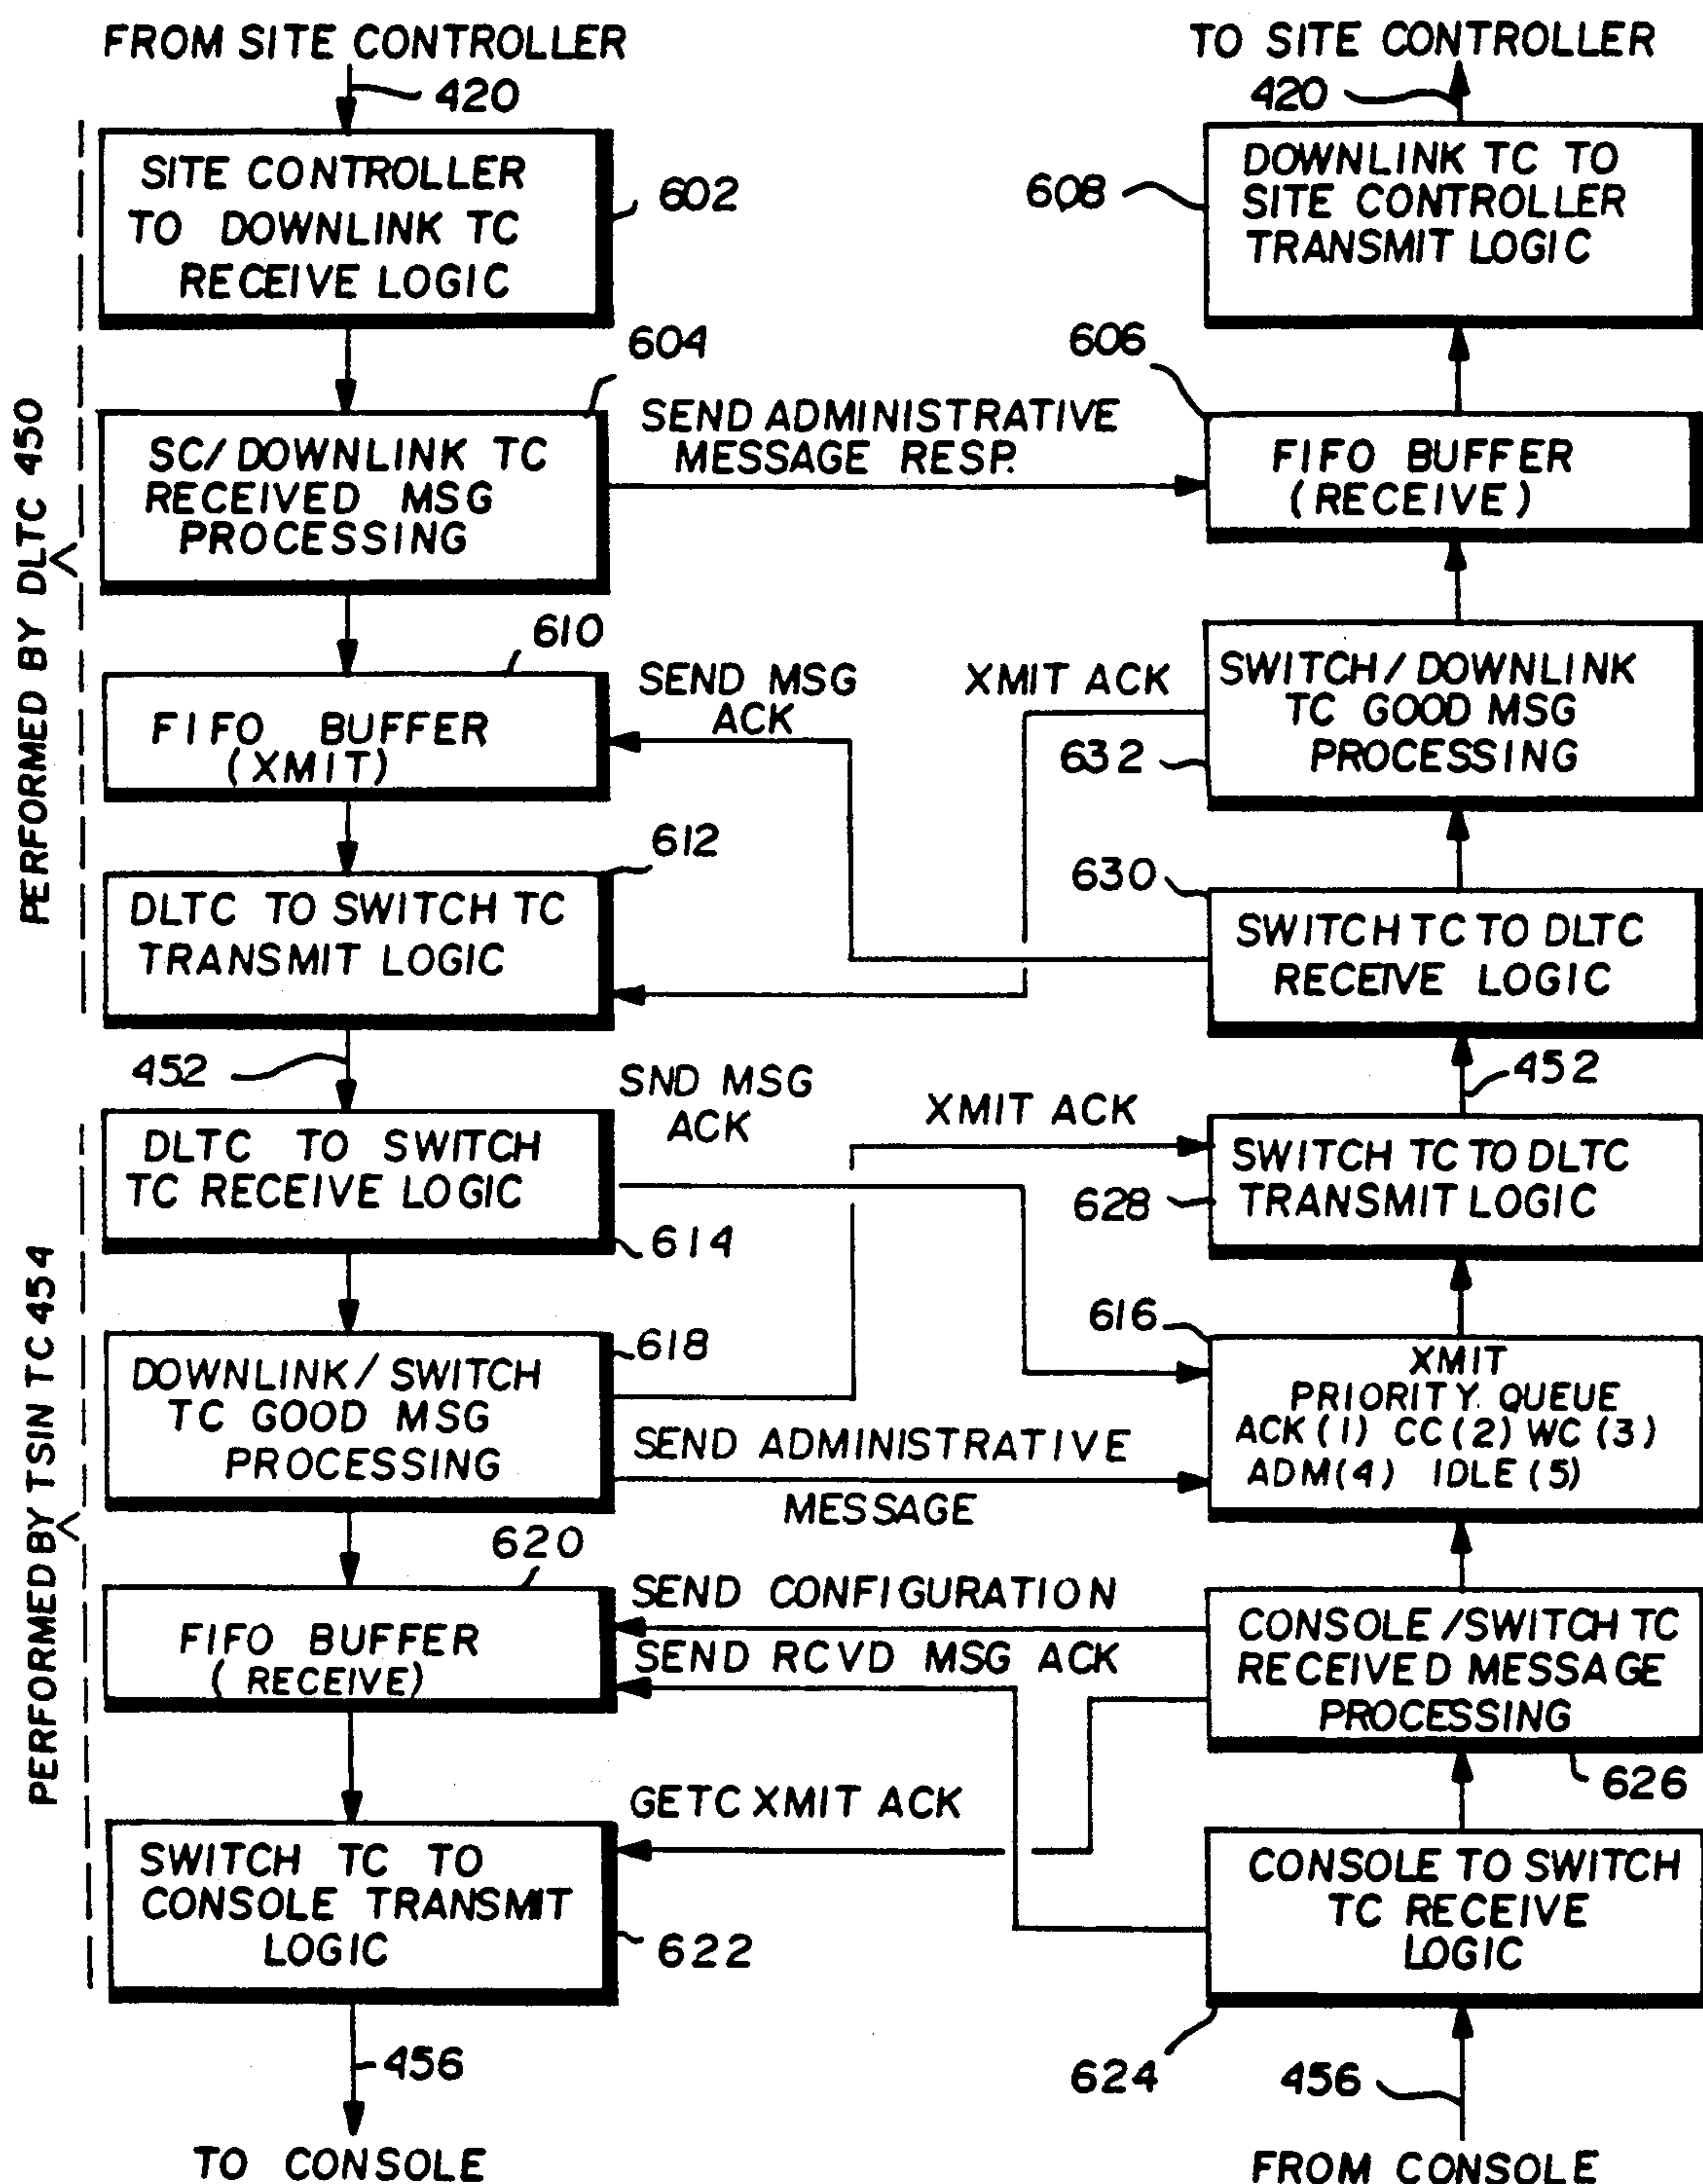 FROM SITE CONTROLLER
420
TO SITE CONTROLLER
420
PERFORMED BY DLTC 450
SITE CONTROLLER
TO DOWNLINK TC
RECEIVE LOGIC
602
608
DOWNLINK TC TO
SITE CONTROLLER
TRANSMIT LOGIC
604
SC/DOWNLINK TC
RECEIVED MSG
PROCESSING
SEND ADMINISTRATIVE
MESSAGE RESP.
606
FIFO BUFFER
(RECEIVE)
610
FIFO BUFFER
(XMIT)
SEND MSG
ACK
XMIT ACK
632
SWITCH/DOWNLINK
TC GOOD MSG
PROCESSING
612
DLTC TO SWITCH TC
TRANSMIT LOGIC
630
SWITCH TC TO DLTC
RECEIVE LOGIC
452
452
PERFORMED BY TSIN TC 454
DLTC TO SWITCH
TC RECEIVE LOGIC
614
SND MSG
ACK
XMIT ACK
628
SWITCH TC TO DLTC
TRANSMIT LOGIC
618
DOWNLINK/SWITCH
TC GOOD MSG
PROCESSING
SEND ADMINISTRATIVE
MESSAGE
616
XMIT
PRIORITY QUEUE
ACK(1) CC(2) WC(3)
ADM(4) IDLE(5)
620
FIFO BUFFER
(RECEIVE)
SEND CONFIGURATION
SEND RCVD MSG ACK
CONSOLE/SWITCH TC
RECEIVED MESSAGE
PROCESSING
626
GETC XMIT ACK
SWITCH TC TO
CONSOLE TRANSMIT
LOGIC
622
CONSOLE TO SWITCH
TC RECEIVE
LOGIC
624
456
456
TO CONSOLE
FROM CONSOLE